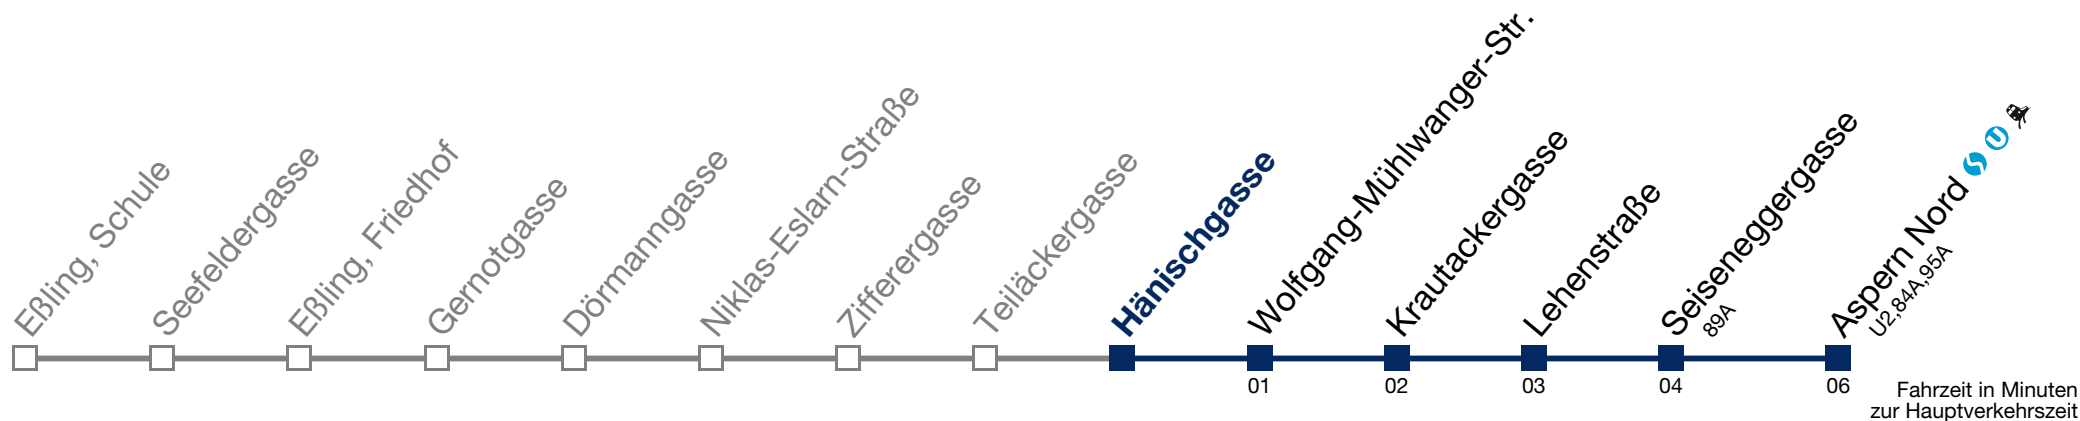 Eßling, Schule
Seefeldergasse
Eßling, Friedhof
Gernotgasse
Dörmanngasse
Niklas-Eslarn-Straße
Ziffferergasse
Teiläckergasse
Hänischgasse
Wolfgang-Mühlwanger-Str.
Krautackergasse
Lehenstraße
Seiseneggergasse
89A
Aspern Nord
U2,84A,95A
01
02
03
04
06
Fahrzeit in Minuten
zur Hauptverkehrszeit